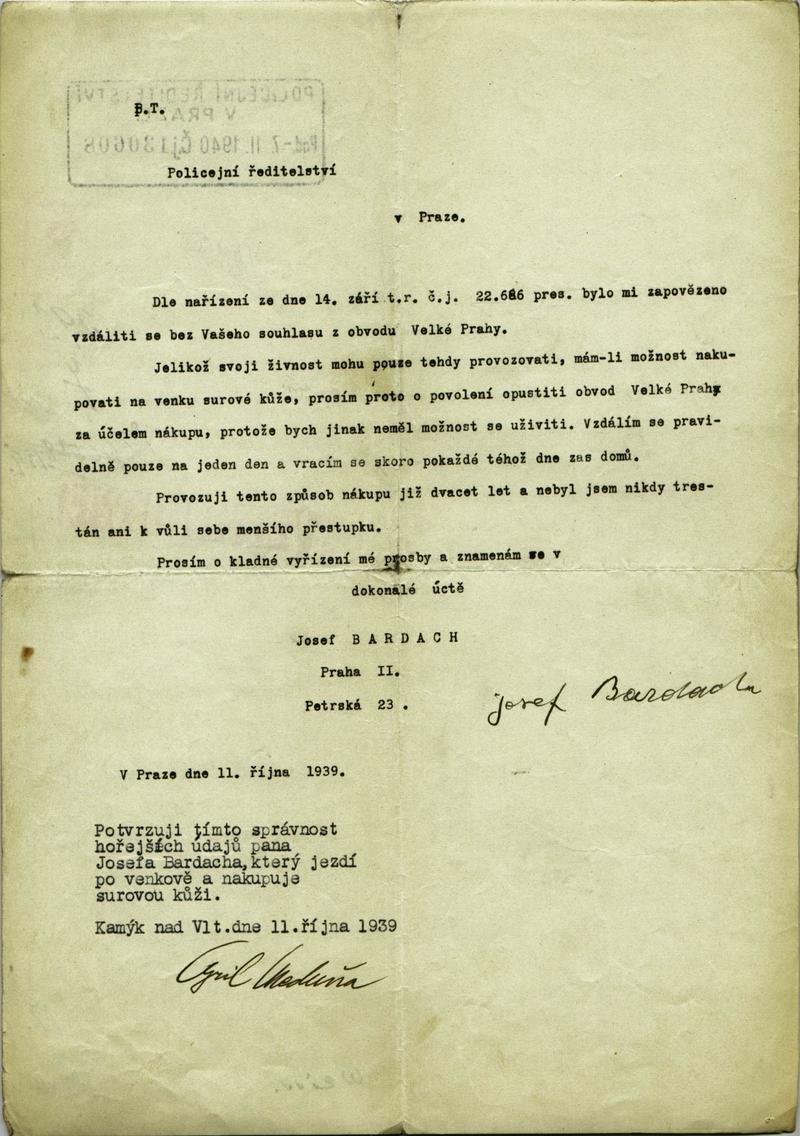 P.T.
Policejní ředitelství
v Praze.
Dle nařízení ze dne 14. září t.r. č.j. 22.686 pres. bylo mi zapovězeno
vzdáliti se bez Vašeho souhlasu z obvodu Velké Prahy.
Jelikož svoji živnost mohu pouze tehdy provozovati, mám-li možnost naku-
povati na venku surové kůže, prosím proto o povolení opustiti obvod Velké Prahy
za účelem nákupu, protože bych jinak neměl možnost se uživiti. Vzdálím se pravi-
delně pouze na jeden den a vracím se skoro pokaždé téhož dne zas domů.
Provozuji tento způsob nákupu již dvacet let a nebyl jsem nikdy tres-
tán ani k vůli sebe menšího přestupku.
Prosím o kladné vyřízení mé prosby a znamenám se v
dokonalé úctě
Josef BARDACH
Praha II.
Petrská 23 .
Josef Bardach
V Praze dne 11. října 1939.
Potvrzuji tímto správnost
hořejších údajů pana
Josefa Bardacha, který jezdí
po venkově a nakupuje
surovou kůži.
Kamýk nad Vlt.dne 11.října 1939